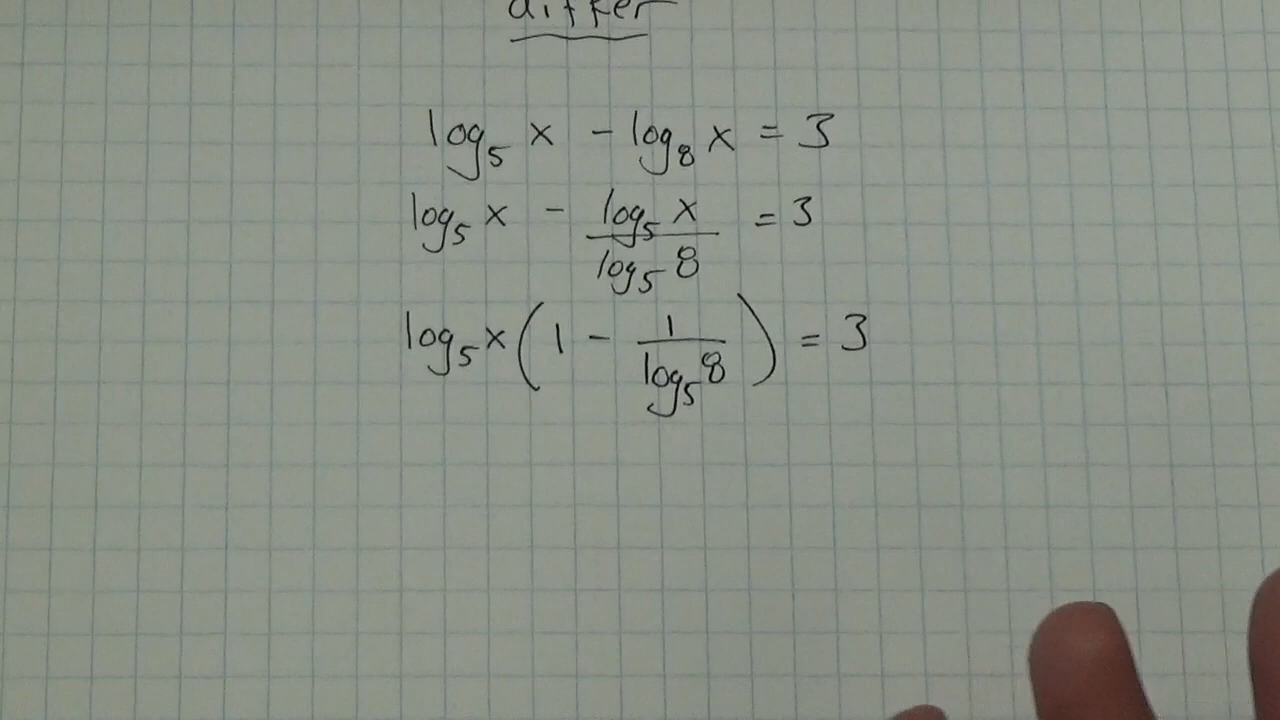 differ
log₅ x - log₈ x = 3
log₅ x - log₅ x / log₅ 8 = 3
log₅ x (1 - 1 / log₅ 8) = 3